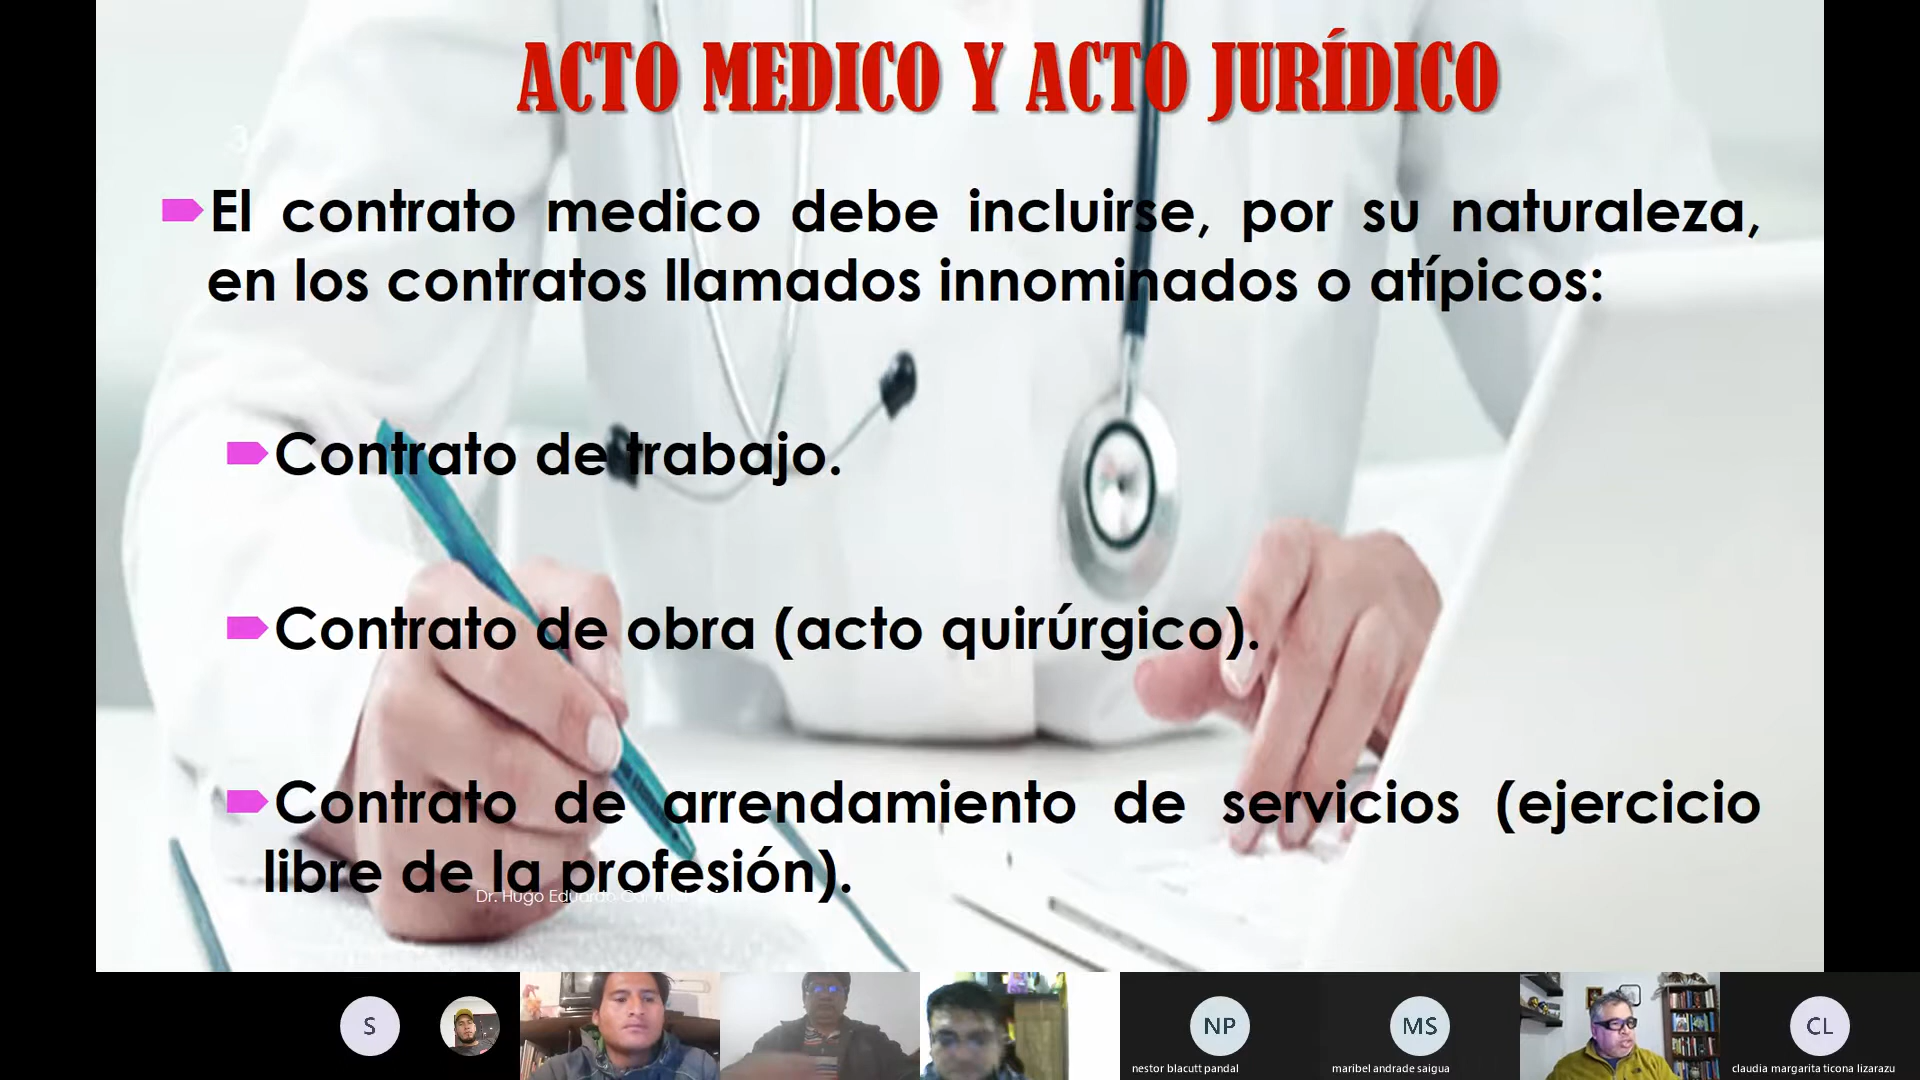 ACTO MEDICO Y ACTO JURÍDICO
El contrato medico debe incluirse, por su naturaleza,
en los contratos llamados innominados o atípicos:
Contrato de trabajo.
Contrato de obra (acto quirúrgico).
Contrato de arrendamiento de servicios (ejercicio
libre de la profesión).
Dr. Hugo Eduardo
S
NP
MS
CL
nestor blacutt pandal
maribel andrade saigua
claudia margarita ticona lizarazu